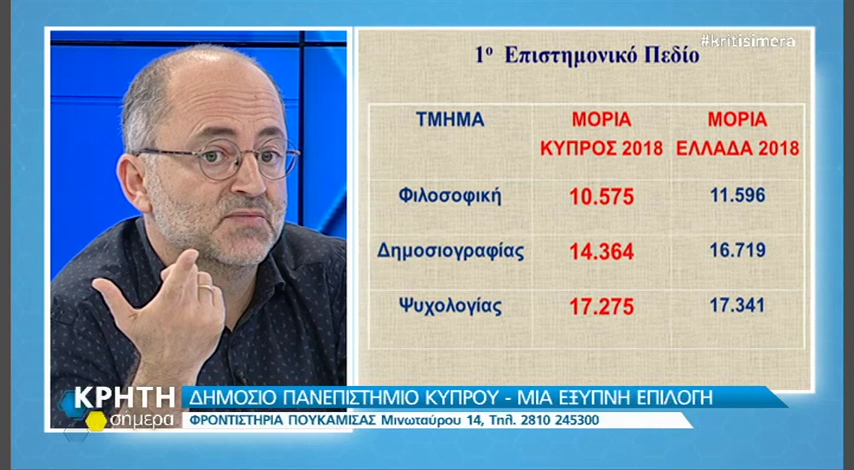 #kritisimera
1ο Επιστημονικό Πεδίο
ΤΜΗΜΑ ΜΟΡΙΑ ΚΥΠΡΟΣ 2018 ΜΟΡΙΑ ΕΛΛΑΔΑ 2018
Φιλοσοφική 10.575 11.596
Δημοσιογραφίας 14.364 16.719
Ψυχολογίας 17.275 17.341
ΚΡΗΤΗ
σήμερα
ΔΗΜΟΣΙΟ ΠΑΝΕΠΙΣΤΗΜΙΟ ΚΥΠΡΟΥ - ΜΙΑ ΕΞΥΠΝΗ ΕΠΙΛΟΓΗ
ΦΡΟΝΤΙΣΤΗΡΙΑ ΠΟΥΚΑΜΙΣΑΣ Μινωταύρου 14, Τηλ. 2810 245300